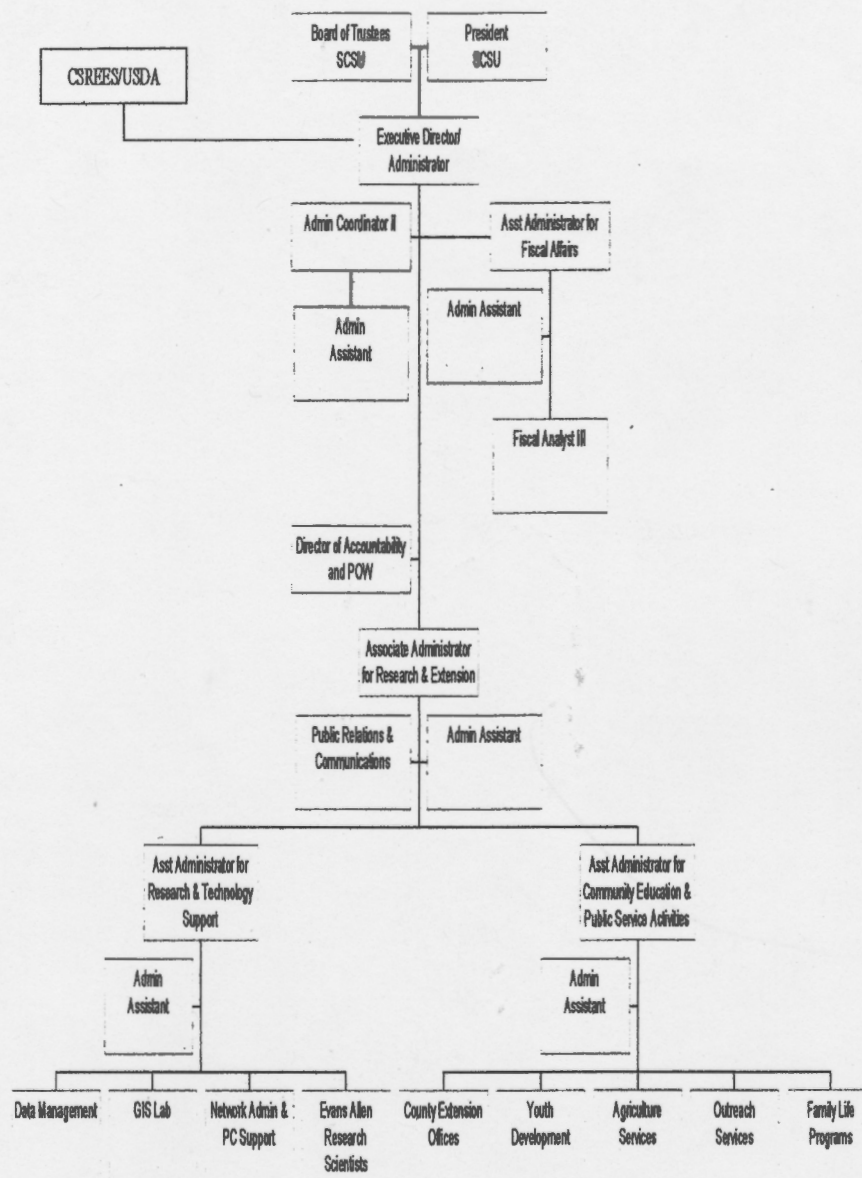 Board of Trustees
SCSU
President
SCSU
CSREES/USDA
Executive Director/
Administrator
Admin Coordinator II
Asst Administrator for
Fiscal Affairs
Admin
Assistant
Admin Assistant
Fiscal Analyst I/II
Director of Accountability
and POW
Associate Administrator
for Research & Extension
Public Relations &
Communications
Admin Assistant
Asst Administrator for
Research & Technology
Support
Asst Administrator for
Community Education &
Public Service Activities
Admin
Assistant
Admin
Assistant
Data Management
GIS Lab
Network Admin &
PC Support
Evans Allen
Research
Scientists
County Extension
Offices
Youth
Development
Agriculture
Services
Outreach
Services
Family Life
Programs